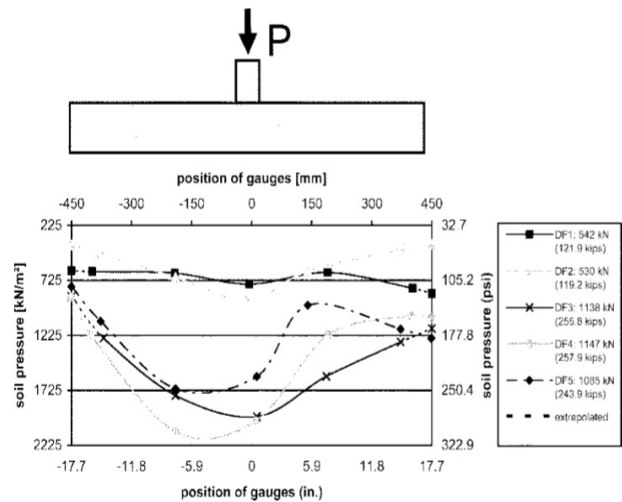 P
position of gauges [mm]
-450 -300 -150 0 150 300 450
225 32.7
725 105.2
1225 177.8
1725 250.4
2225 322.9
soil pressure [kN/m²]
soil pressure (psi)
-17.7 -11.8 -5.9 0 5.9 11.8 17.7
position of gauges (in.)
DF1: 542 kN
(121.9 kips)
DF2: 530 kN
(119.2 kips)
DF3: 1138 kN
(255.8 kips)
DF4: 1147 kN
(257.9 kips)
DF5: 1085 kN
(243.9 kips)
extrapolated